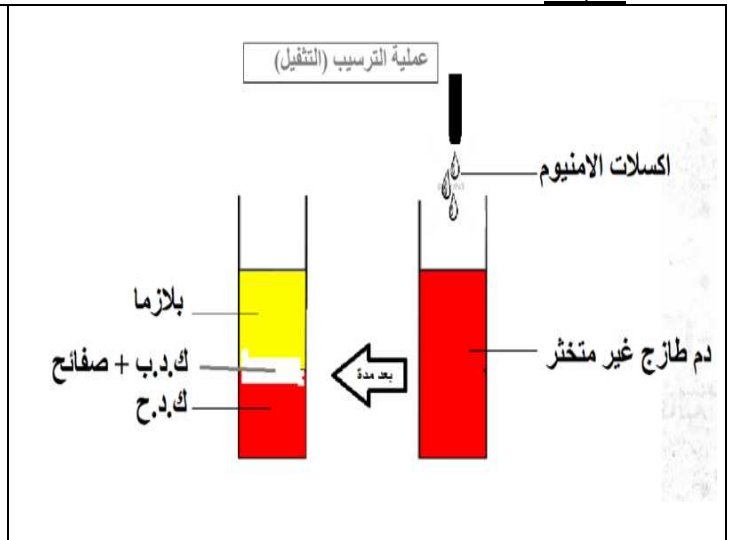 عملية الترسيب (التثفيل)
اكسلات الامنيوم
دم طازج غير متخثر
بعد مدة
بلازما
ك.د.ب + صفائح
ك.د.ح